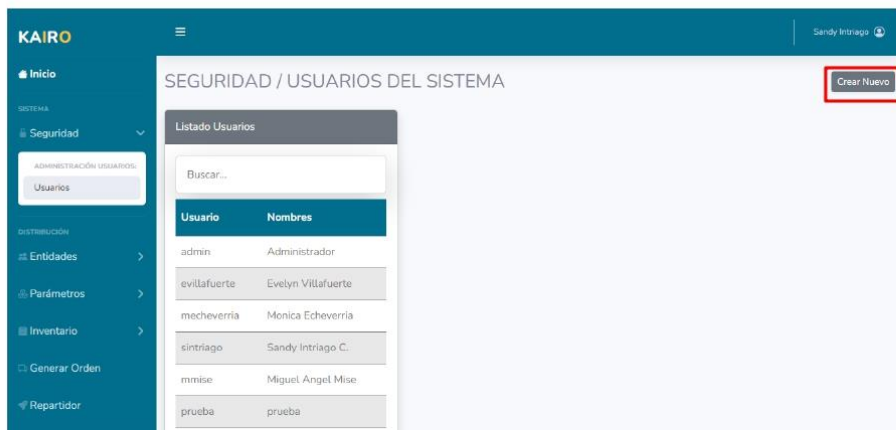 KAIRO
Sandy Intriago
Inicio
SISTEMA
Seguridad
ADMINISTRACIÓN USUARIOS:
Usuarios
DISTRIBUCIÓN
Entidades
Parámetros
Inventario
Generar Orden
Repartidor
SEGURIDAD / USUARIOS DEL SISTEMA
Crear Nuevo
Listado Usuarios
Buscar...
Usuario Nombres
admin Administrador
evillafuerte Evelyn Villafuerte
mecheverria Monica Echeverria
sintriago Sandy Intriago C.
mmise Miguel Angel Mise
prueba prueba